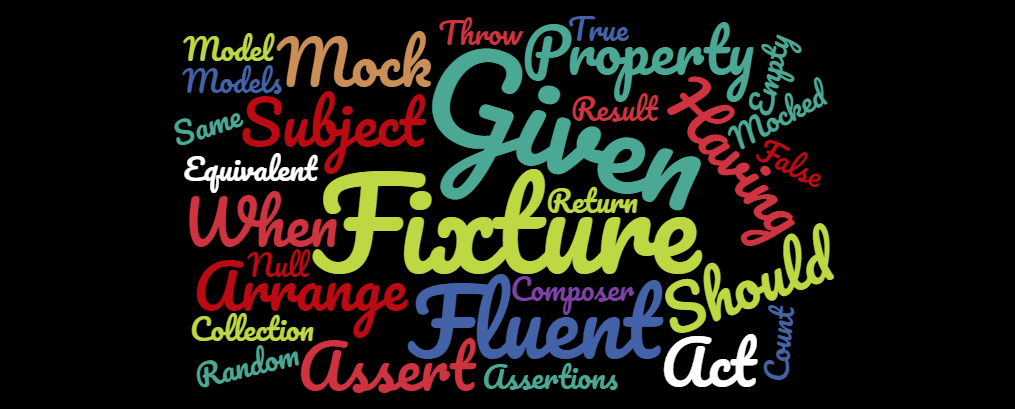 Throw
True
Model
Mock
Property
Empty
Models
Given
Result
Having
Mocked
Same
Subject
False
Equivalent
Fixture
Return
When
Should
Null
Arrange
Fluent
Composer
Collection
Count
Random
Assert
Assertions
Act